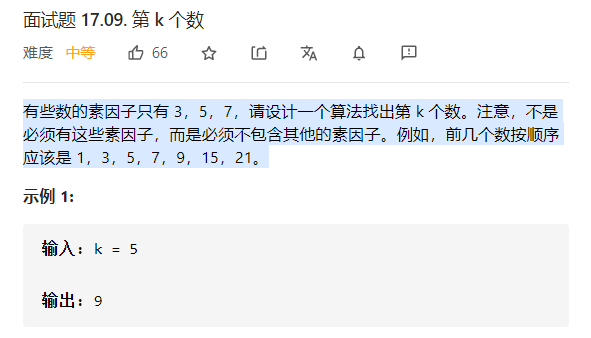 面试题 17.09. 第 k 个数
难度 中等 66
有些数的素因子只有 3，5，7，请设计一个算法找出第 k 个数。注意，不是
必须有这些素因子，而是必须不包含其他的素因子。例如，前几个数按顺序
应该是 1，3，5，7，9，15，21。
示例 1:
输入: k = 5
输出: 9